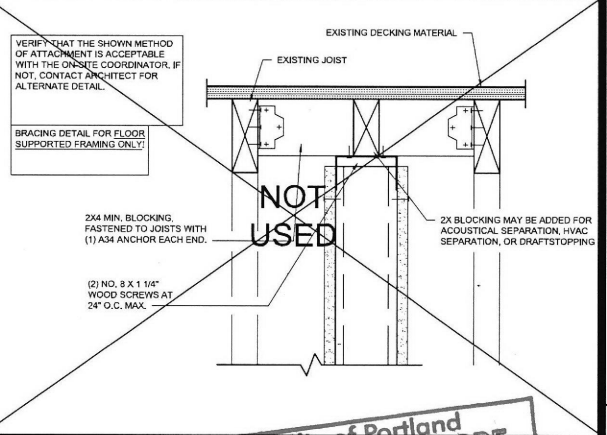 VERIFY THAT THE SHOWN METHOD
OF ATTACHMENT IS ACCEPTABLE
WITH THE ON-SITE COORDINATOR, IF
NOT, CONTACT ARCHITECT FOR
ALTERNATE DETAIL.
BRACING DETAIL FOR FLOOR
SUPPORTED FRAMING ONLY!
EXISTING DECKING MATERIAL
EXISTING JOIST
NOT
USED
2X4 MIN. BLOCKING,
FASTENED TO JOISTS WITH
(1) A34 ANCHOR EACH END.
2X BLOCKING MAY BE ADDED FOR
ACOUSTICAL SEPARATION, HVAC
SEPARATION, OR DRAFTSTOPPING
(2) NO. 8 X 1 1/4"
WOOD SCREWS AT
24" O.C. MAX.
of Portland